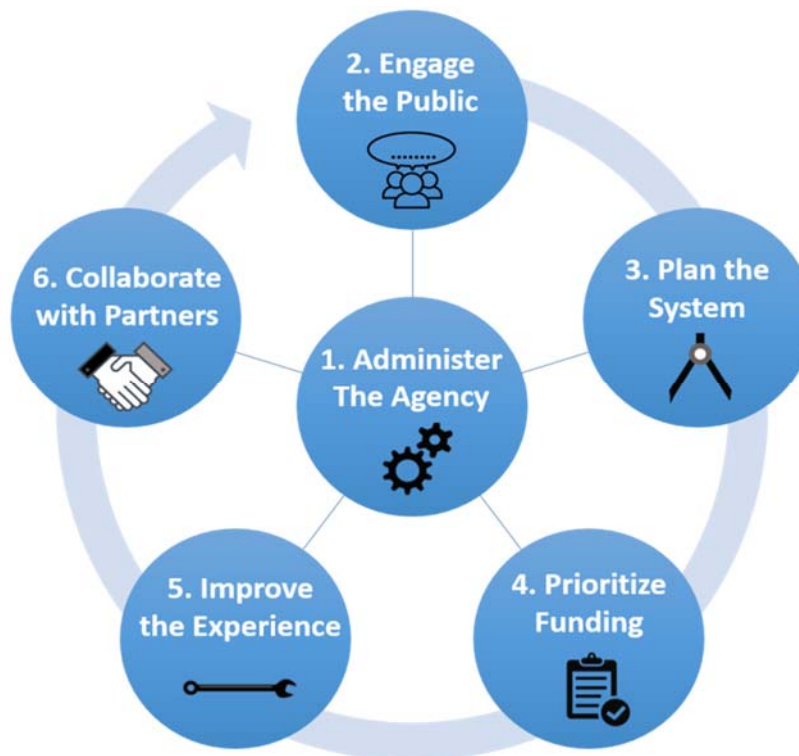 1. Administer
The Agency
2. Engage
the Public
3. Plan the
System
4. Prioritize
Funding
5. Improve
the Experience
6. Collaborate
with Partners